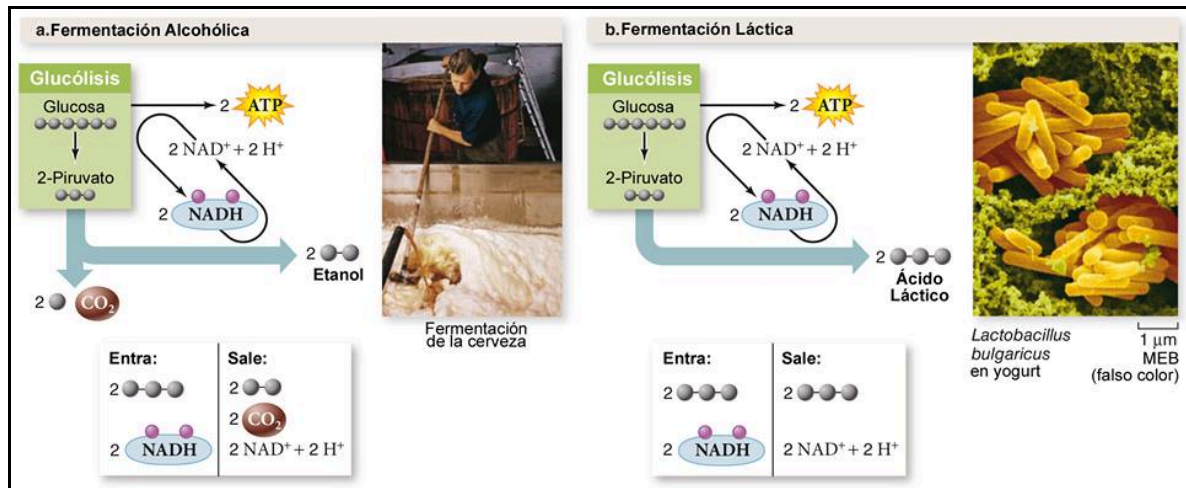 a.Fermentación Alcohólica
Glucólisis
Glucosa
2-Piruvato
2 ATP
2 NAD⁺ + 2 H⁺
2 NADH
2
Etanol
2 CO₂
Fermentación
de la cerveza
Entra: Sale:
2 2
2 CO₂
2 NADH 2 NAD⁺ + 2 H⁺
b.Fermentación Láctica
Glucólisis
Glucosa
2-Piruvato
2 ATP
2 NAD⁺ + 2 H⁺
2 NADH
2
Ácido
Láctico
Lactobacillus
bulgaricus
en yogurt
1 μm
MEB
(falso color)
Entra: Sale:
2 2
2 NADH 2 NAD⁺ + 2 H⁺